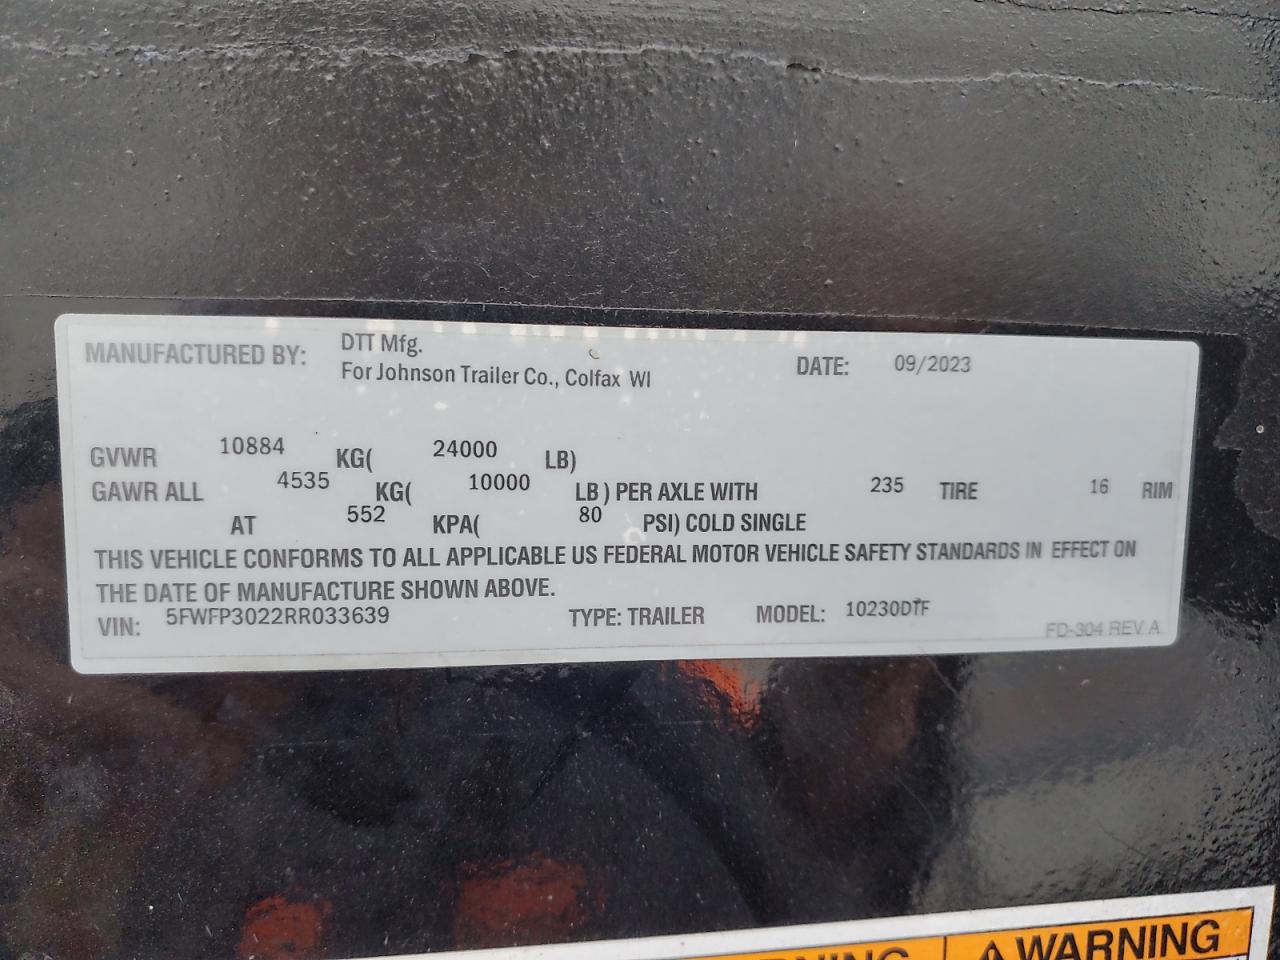 MANUFACTURED BY: DTT Mfg. DATE: 09/2023
For Johnson Trailer Co., Colfax WI
GVWR 10884 KG( 24000 LB)
GAWR ALL 4535 KG( 10000 LB) PER AXLE WITH 235 TIRE 16 RIM
AT 552 KPA( 80 PSI) COLD SINGLE
THIS VEHICLE CONFORMS TO ALL APPLICABLE US FEDERAL MOTOR VEHICLE SAFETY STANDARDS IN EFFECT ON
THE DATE OF MANUFACTURE SHOWN ABOVE.
VIN: 5FWFP3022RR033639 TYPE: TRAILER MODEL: 10230DTF
FD-304 REV A
WARNING